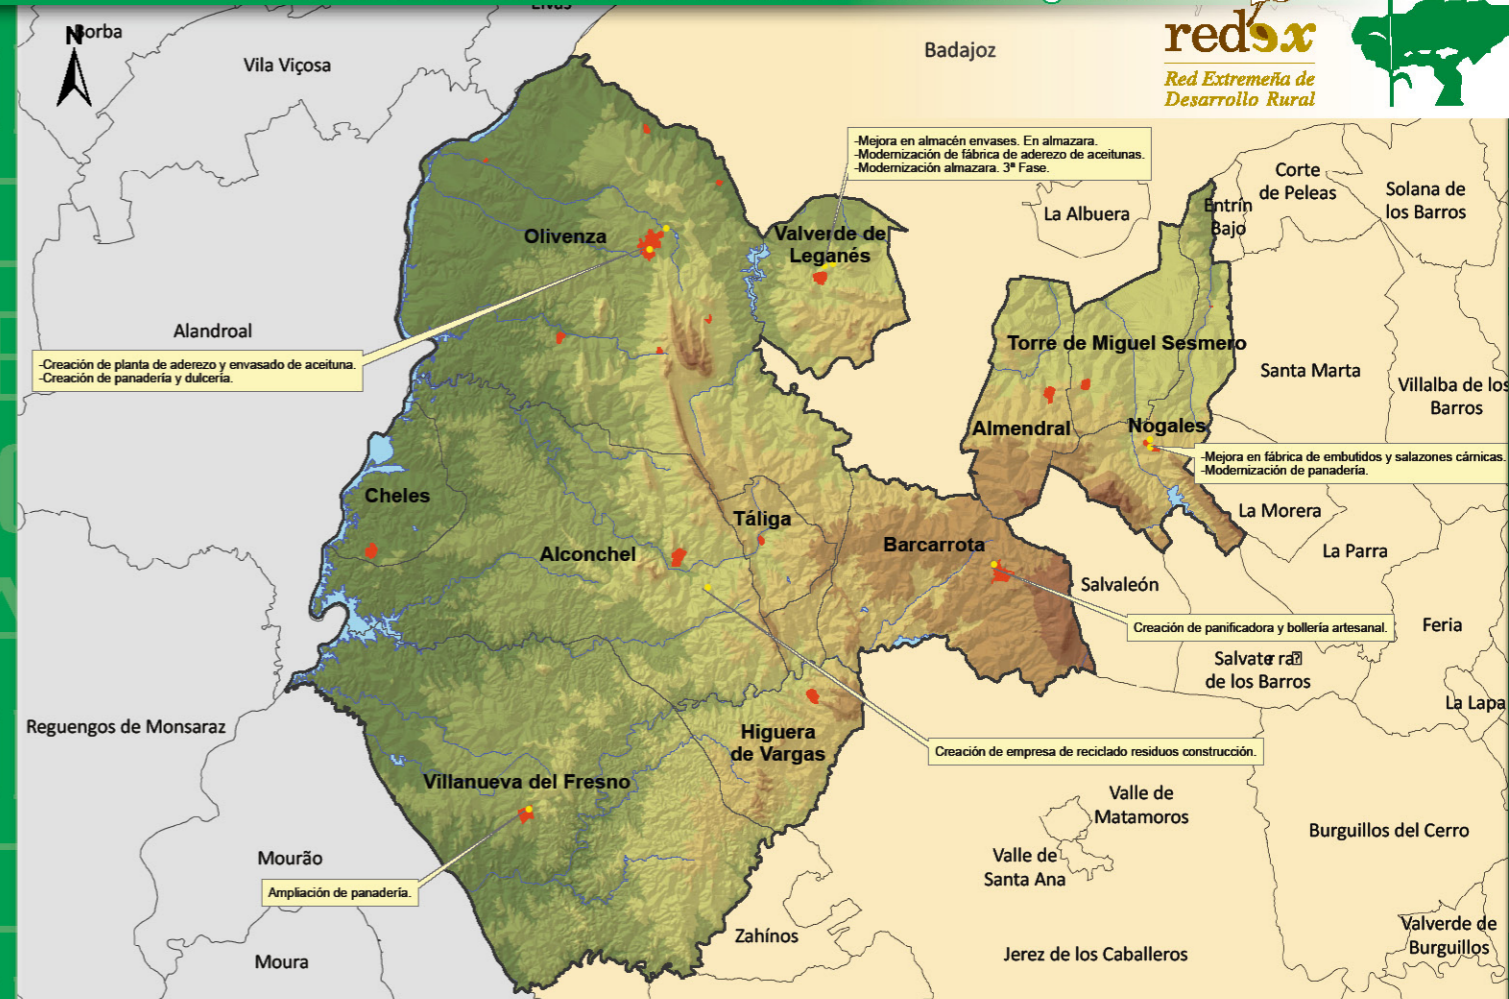 Elvas
N
Borba
Vila Viçosa
Badajoz
redex
Red Extremeña de
Desarrollo Rural
-Mejora en almacén envases. En almazara.
-Modernización de fábrica de aderezo de aceitunas.
-Modernización almazara. 3ª Fase.
Corte
de Peleas
Solana de
los Barros
La Albuera
Entrín
Bajo
Olivenza
Valverde de
Leganés
Alandroal
Torre de Miguel Sesmero
-Creación de planta de aderezo y envasado de aceituna.
-Creación de panadería y dulcería.
Santa Marta
Villalba de los
Barros
Almendral
Nogales
-Mejora en fábrica de embutidos y salazones cárnicas.
-Modernización de panadería.
Cheles
Táliga
La Morera
Alconchel
Barcarrota
La Parra
Salvaleón
Creación de panificadora y bollería artesanal.
Feria
Salvaterra
de los Barros
La Lapa
Reguengos de Monsaraz
Higuera
de Vargas
Creación de empresa de reciclado residuos construcción.
Villanueva del Fresno
Valle de
Matamoros
Burguillos del Cerro
Mourão
Valle de
Santa Ana
Ampliación de panadería.
Zahínos
Valverde de
Burguillos
Jerez de los Caballeros
Moura